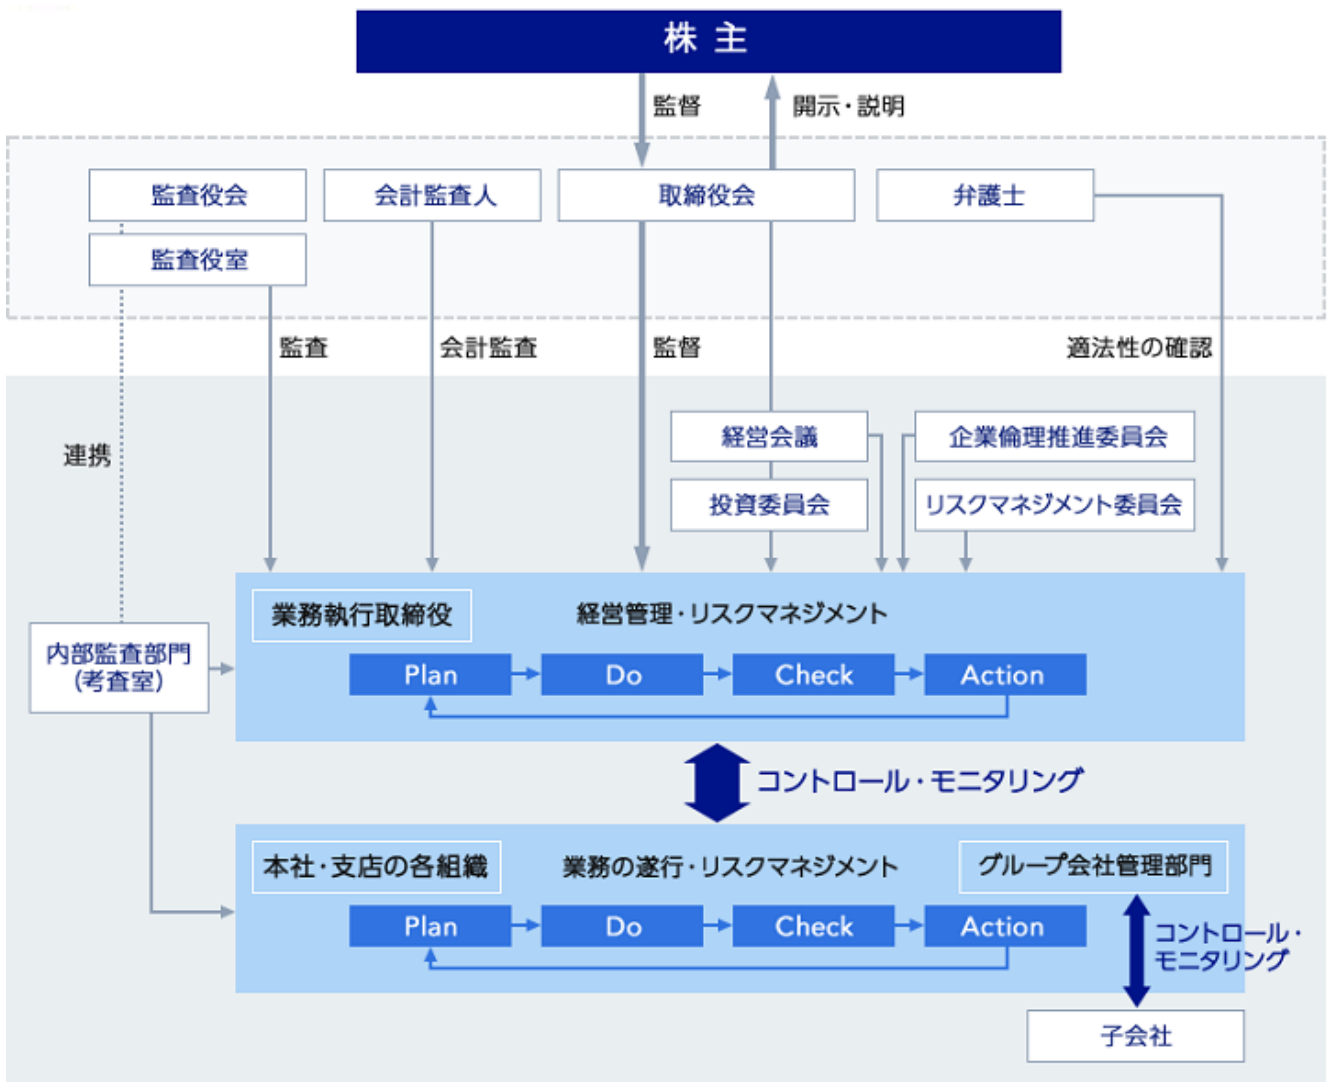 株 主
監督
開示・説明
監査役会
会計監査人
取締役会
弁護士
監査役室
監査
会計監査
監督
適法性の確認
連携
経営会議
企業倫理推進委員会
投資委員会
リスクマネジメント委員会
業務執行取締役
経営管理・リスクマネジメント
内部監査部門
(考査室)
Plan
Do
Check
Action
コントロール・モニタリング
本社・支店の各組織
業務の遂行・リスクマネジメント
グループ会社管理部門
Plan
Do
Check
Action
コントロール・
モニタリング
子会社